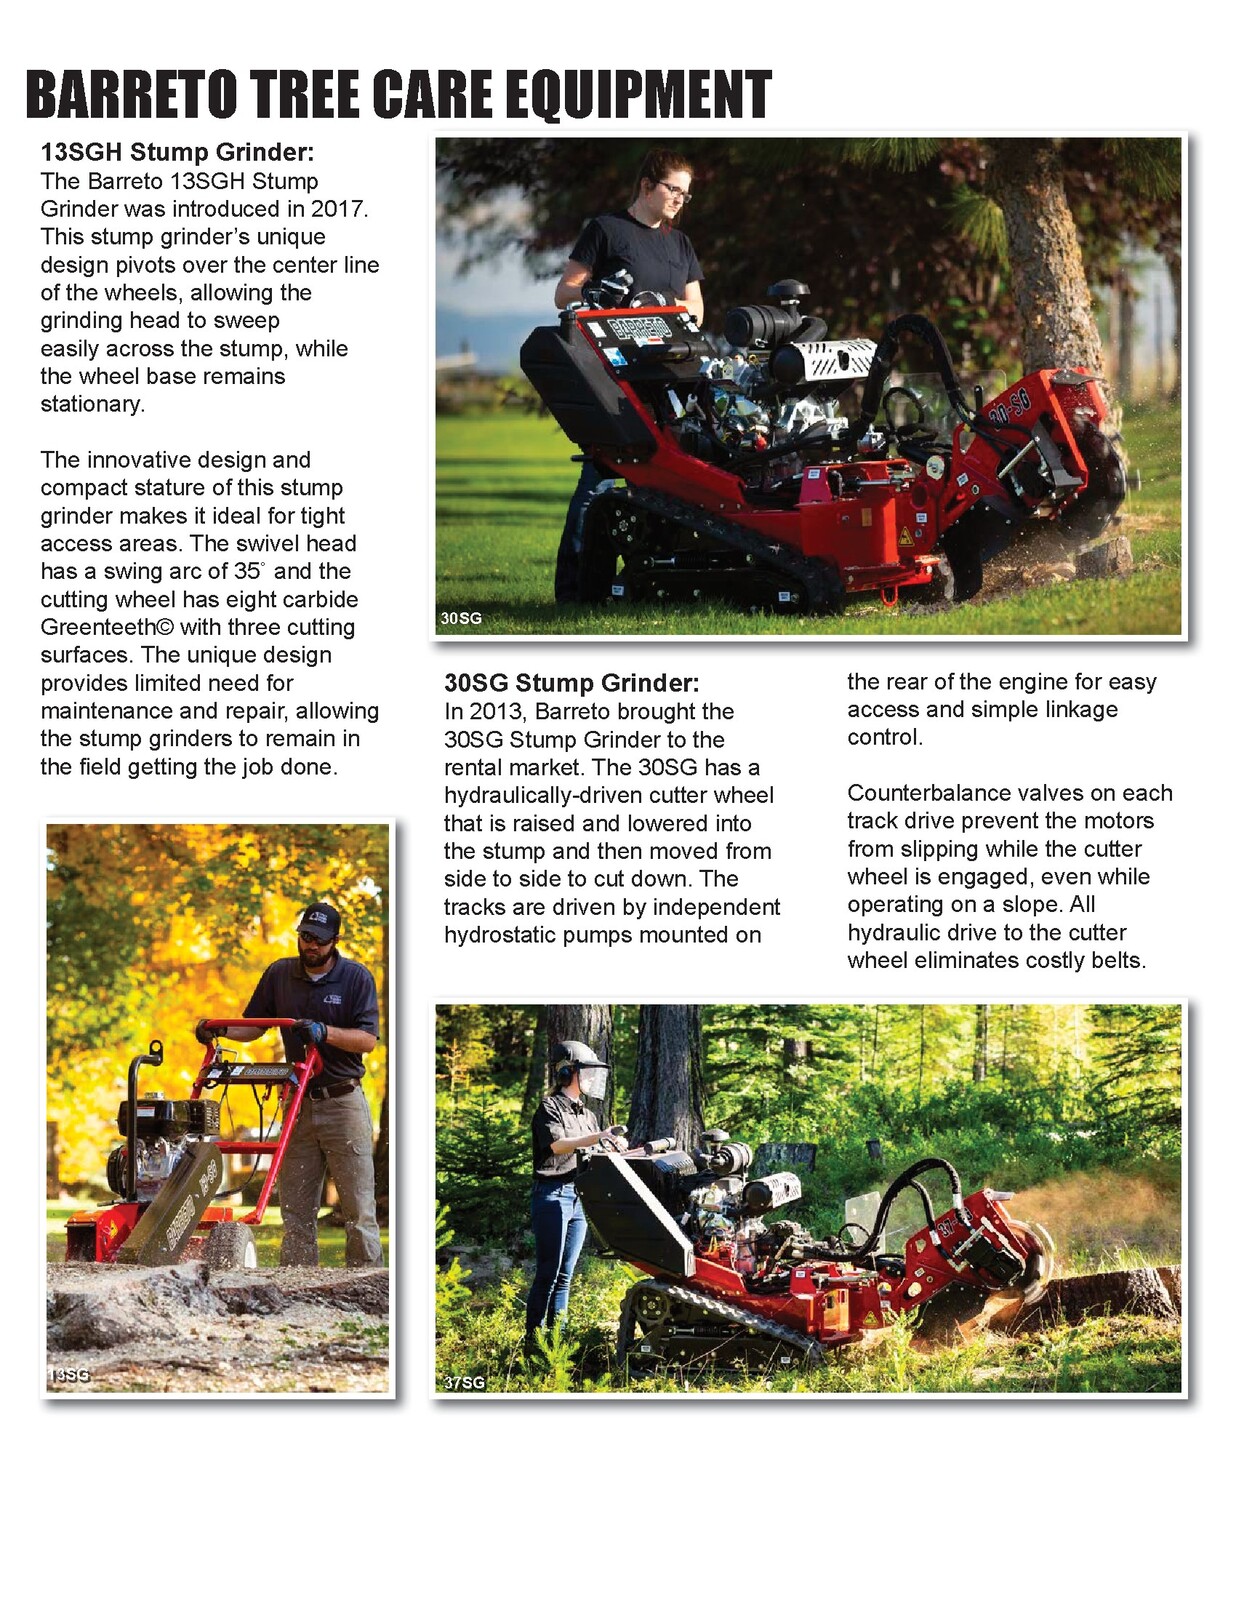 BARRETO TREE CARE EQUIPMENT
13SGH Stump Grinder:
The Barreto 13SGH Stump
Grinder was introduced in 2017.
This stump grinder’s unique
design pivots over the center line
of the wheels, allowing the
grinding head to sweep
easily across the stump, while
the wheel base remains
stationary.
The innovative design and
compact stature of this stump
grinder makes it ideal for tight
access areas. The swivel head
has a swing arc of 35° and the
cutting wheel has eight carbide
Greenteeth© with three cutting
surfaces. The unique design
provides limited need for
maintenance and repair, allowing
the stump grinders to remain in
the field getting the job done.
BARRETO
30-SG
30SG
30SG Stump Grinder:
In 2013, Barreto brought the
30SG Stump Grinder to the
rental market. The 30SG has a
hydraulically-driven cutter wheel
that is raised and lowered into
the stump and then moved from
side to side to cut down. The
tracks are driven by independent
hydrostatic pumps mounted on
the rear of the engine for easy
access and simple linkage
control.
Counterbalance valves on each
track drive prevent the motors
from slipping while the cutter
wheel is engaged, even while
operating on a slope. All
hydraulic drive to the cutter
wheel eliminates costly belts.
BARRETO
BARRETO 13-SG
13SG
37SG